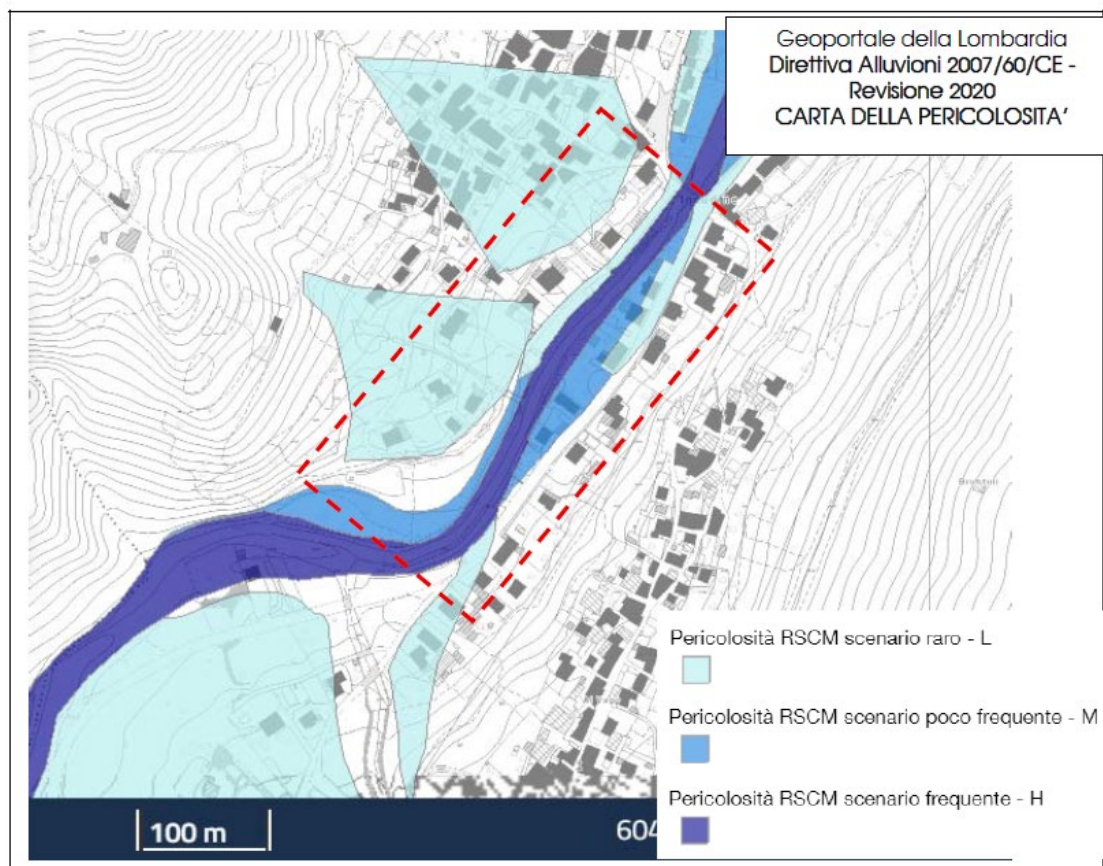 Geoportale della Lombardia
Direttiva Alluvioni 2007/60/CE -
Revisione 2020
CARTA DELLA PERICOLOSITA'
Pericolosità RSCM scenario raro - L
Pericolosità RSCM scenario poco frequente - M
Pericolosità RSCM scenario frequente - H
100 m
604